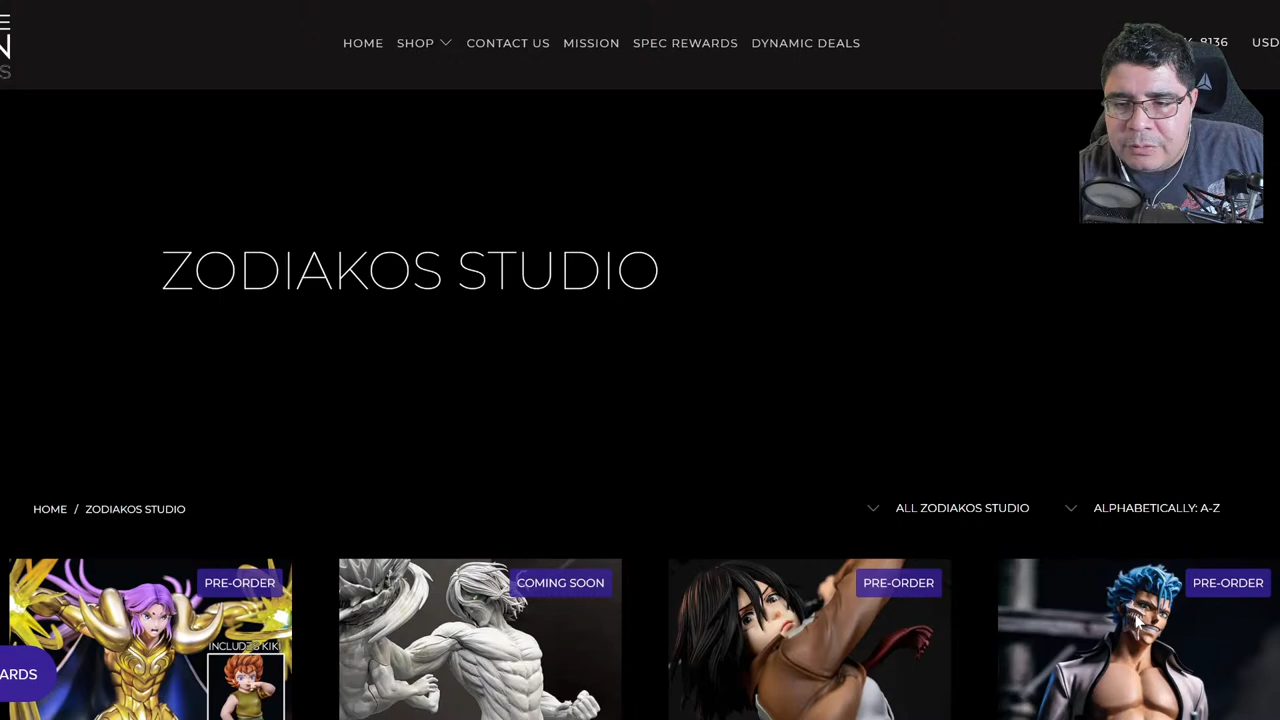 HOME SHOP CONTACT US MISSION SPEC REWARDS DYNAMIC DEALS 8136 USD
ZODIAKOS STUDIO
HOME / ZODIAKOS STUDIO ALL ZODIAKOS STUDIO ALPHABETICALLY: A-Z
PRE-ORDER COMING SOON PRE-ORDER PRE-ORDER
INCLUDES KIKI
ARDS